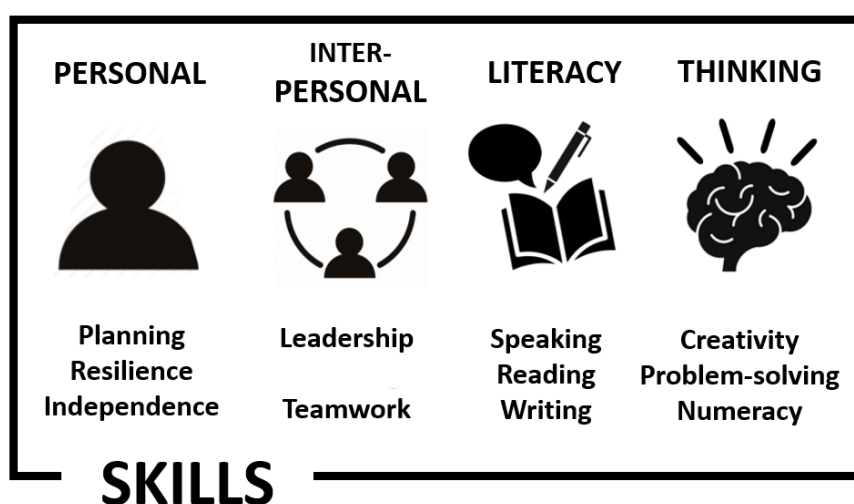 PERSONAL
Planning
Resilience
Independence
INTER-
PERSONAL
Leadership
Teamwork
LITERACY
Speaking
Reading
Writing
THINKING
Creativity
Problem-solving
Numeracy
SKILLS